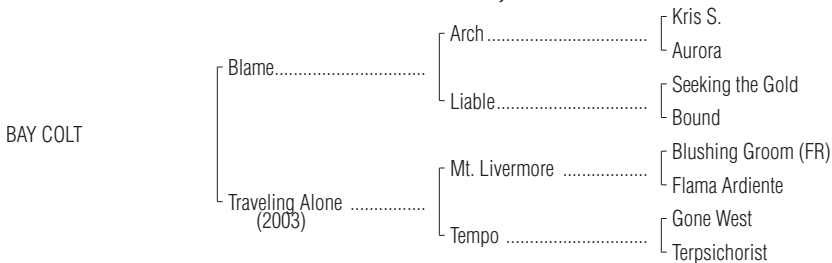 Kris S.
Arch ......................................
Aurora
Blame...................................
Seeking the Gold
Liable....................................
Bound
BAY COLT
Blushing Groom (FR)
Mt. Livermore ....................
Flama Ardiente
Traveling Alone ................
(2003)
Gone West
Tempo .................................
Terpsichorist